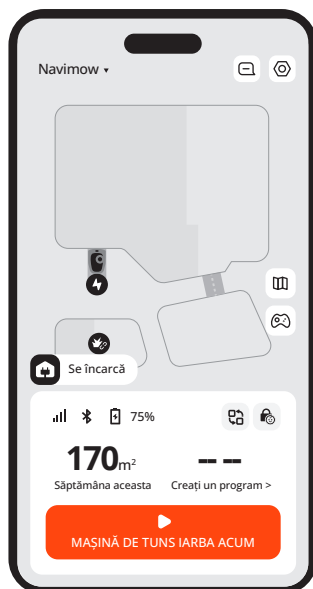 Navimow
Se încarcă
75%
170m²
-- --
Săptămâna aceasta
Creați un program >
MAȘINĂ DE TUNS IARBA ACUM